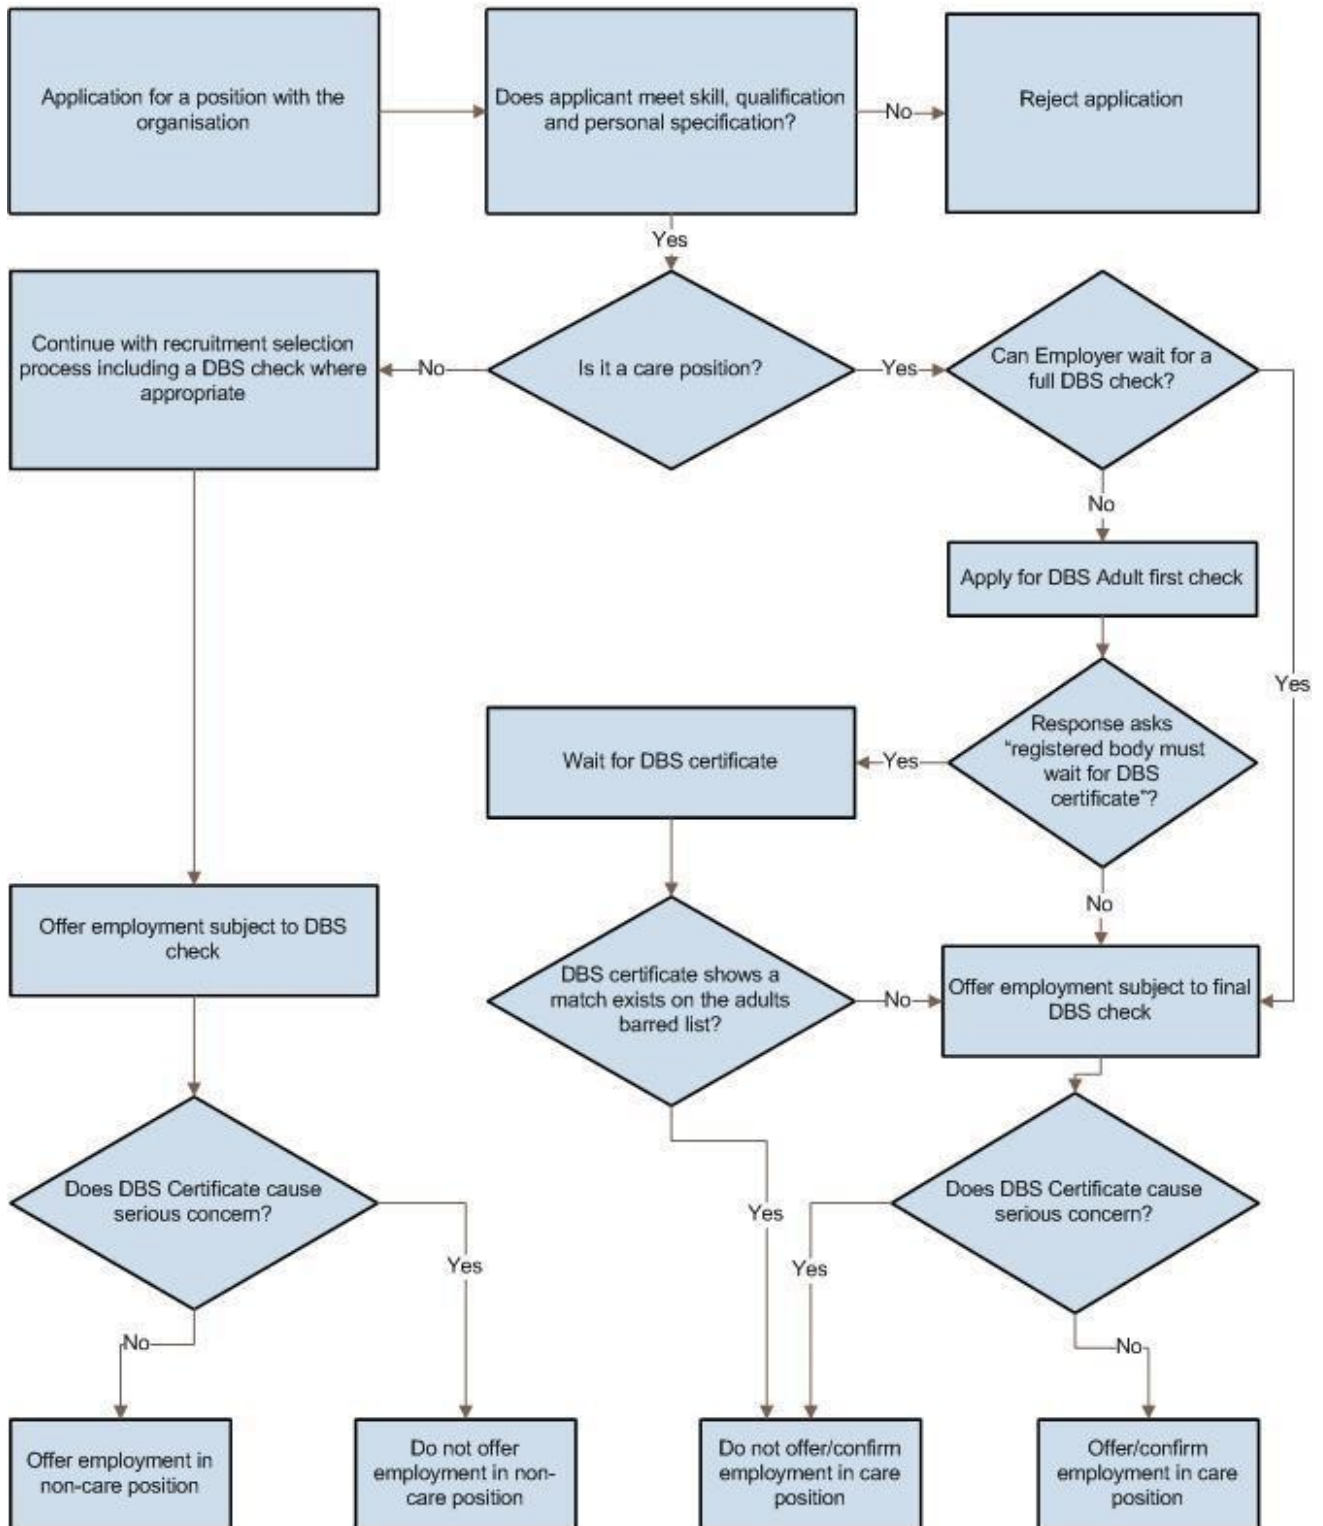 Application for a position with the
organisation
Does applicant meet skill, qualification
and personal specification?
No
Reject application
Yes
Continue with recruitment selection
process including a DBS check where
appropriate
No
Is it a care position?
Yes
Can Employer wait for a
full DBS check?
No
Apply for DBS Adult first check
Yes
Response asks
“registered body must
wait for DBS
certificate”?
Yes
Wait for DBS certificate
No
Offer employment subject to DBS
check
DBS certificate shows a
match exists on the adults
barred list?
No
Offer employment subject to final
DBS check
Does DBS Certificate cause
serious concern?
Yes
Yes
Yes
Does DBS Certificate cause
serious concern?
No
No
Offer employment in
non-care position
Do not offer
employment in non-
care position
Do not offer/confirm
employment in care
position
Offer/confirm
employment in care
position